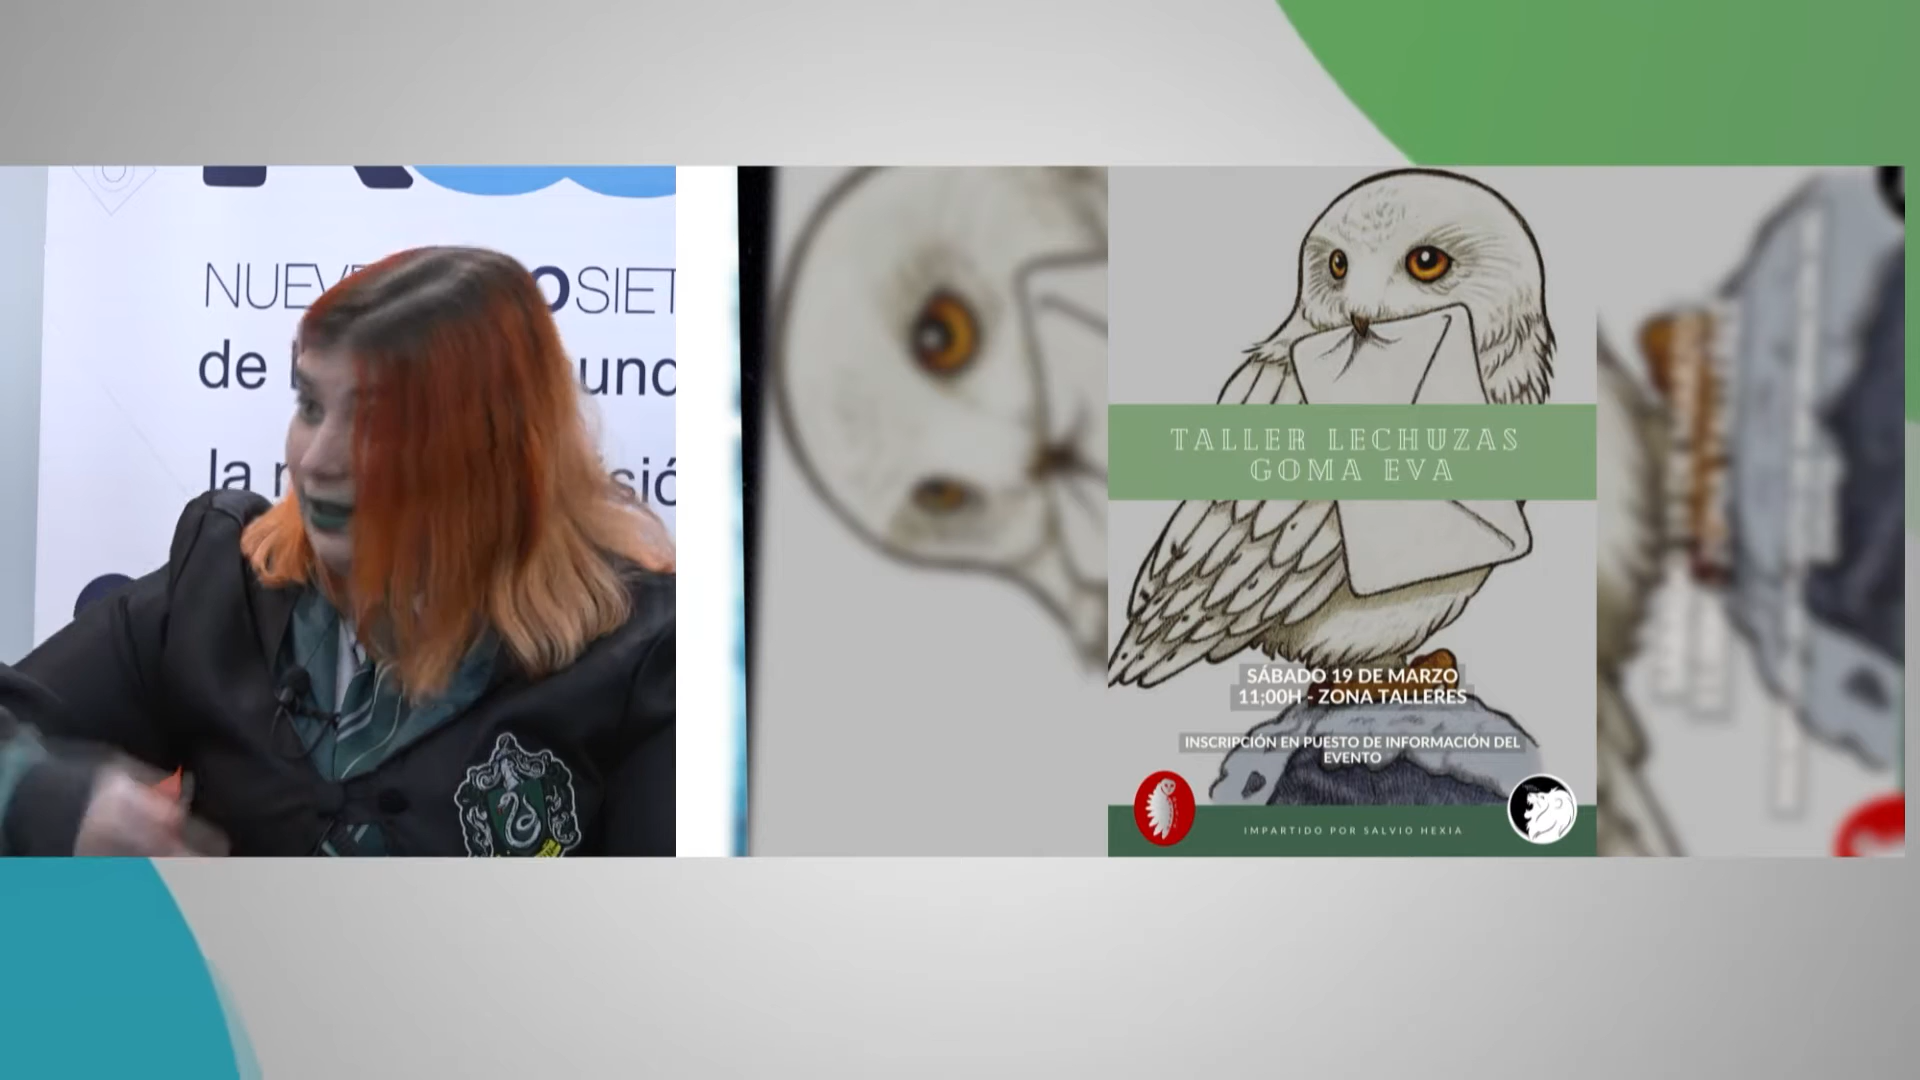 NUEV
OSIET
de
und
la
sió
TALLER LECHUZAS
GOMA EVA
SÁBADO 19 DE MARZO
11;00H - ZONA TALLERES
INSCRIPCIÓN EN PUESTO DE INFORMACIÓN DEL
EVENTO
IMPARTIDO POR SALVIO HEXIA